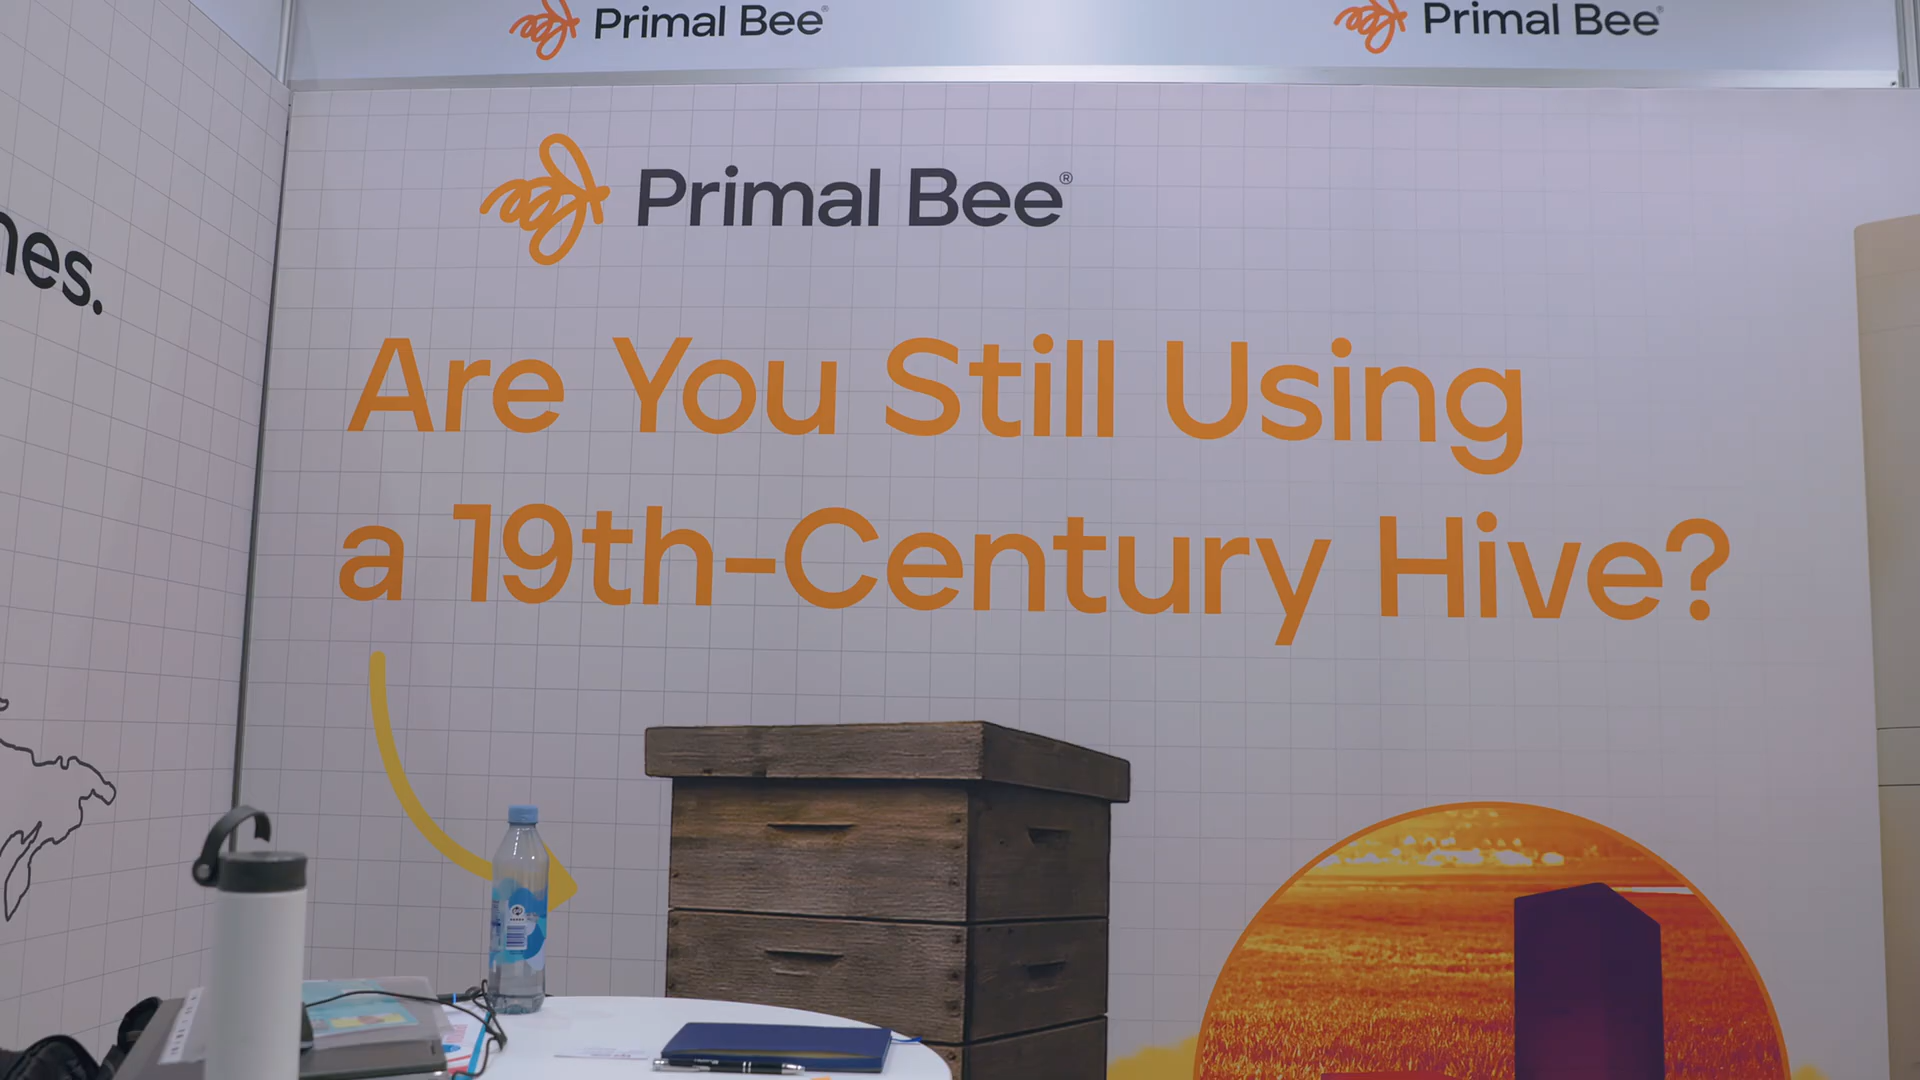 Primal Bee®
Primal Bee®
Primal Bee®
nes.
Are You Still Using
a 19th-Century Hive?